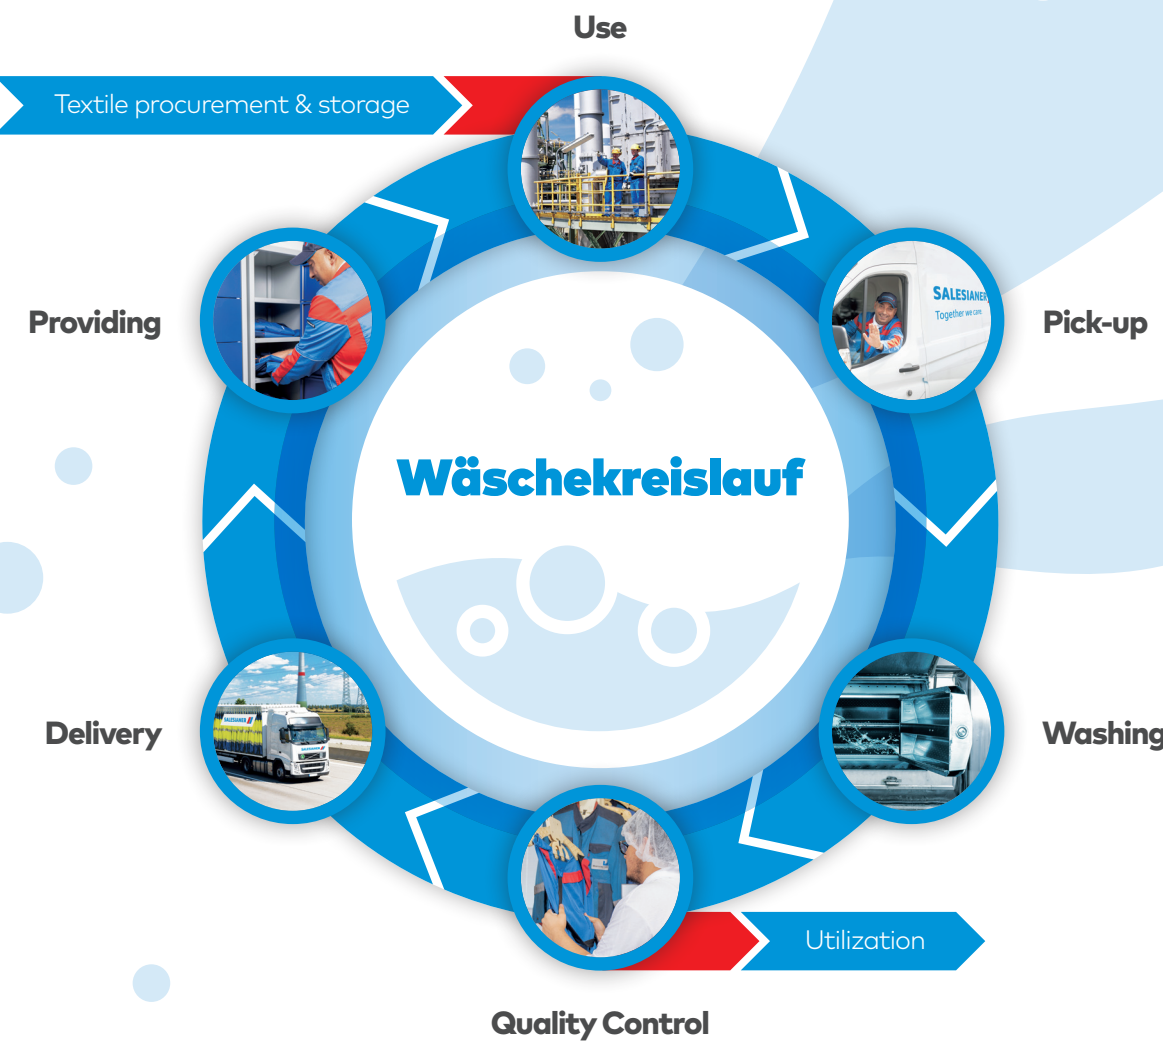 Use
Textile procurement & storage
Providing
SALESIANER
Together we care.
Pick-up
Wäschekreislauf
Delivery
SALESIANER
Washing
Utilization
Quality Control